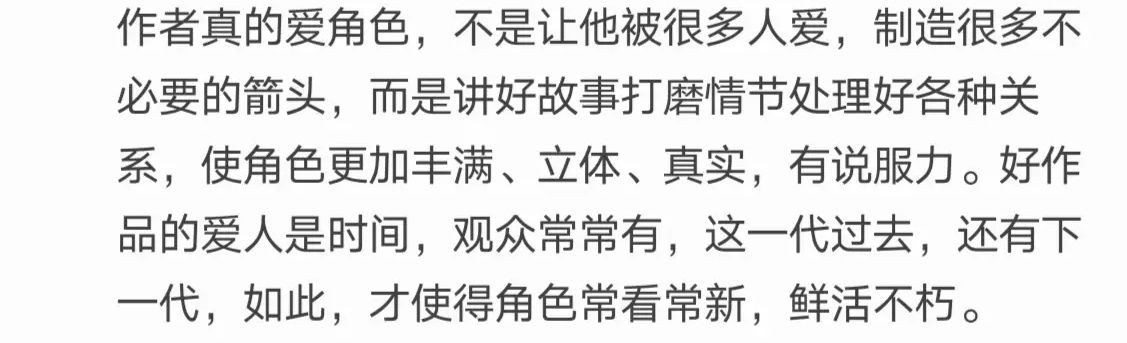 作者真的爱角色，不是让他被很多人爱，制造很多不
必要的箭头，而是讲好故事打磨情节处理好各种关
系，使角色更加丰满、立体、真实，有说服力。好作
品的爱人是时间，观众常常有，这一代过去，还有下
一代，如此，才使得角色常看常新，鲜活不朽。